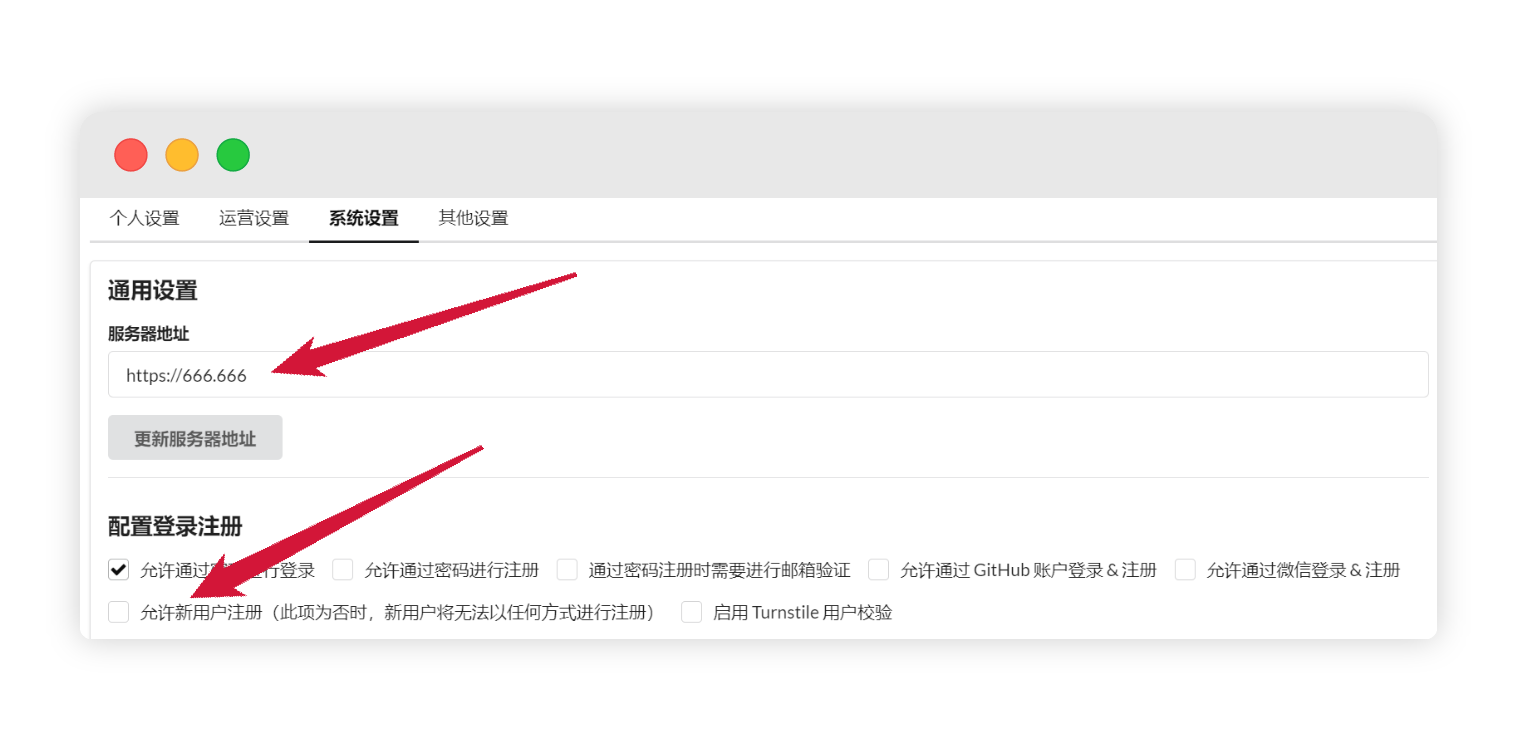 个人设置 运营设置 系统设置 其他设置
通用设置
服务器地址
https://666.666
更新服务器地址
配置登录注册
允许通过 行登录 允许通过密码进行注册 通过密码注册时需要进行邮箱验证 允许通过 GitHub 账户登录 & 注册 允许通过微信登录 & 注册
允许新用户注册（此项为否时，新用户将无法以任何方式进行注册） 启用 Turnstile 用户校验